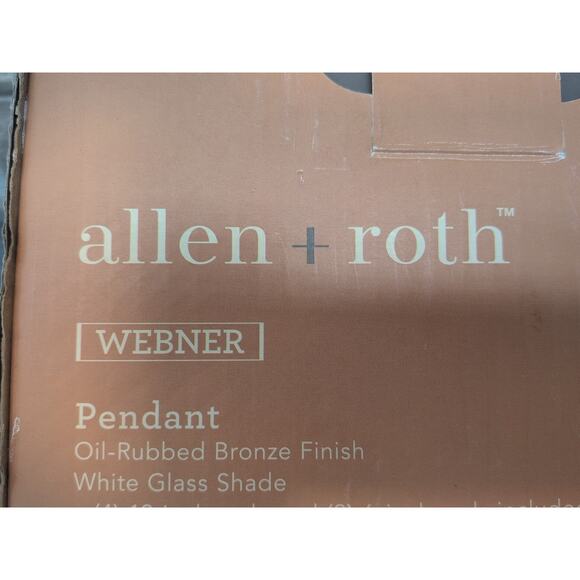 allen + roth™
WEBNER
Pendant
Oil-Rubbed Bronze Finish
White Glass Shade